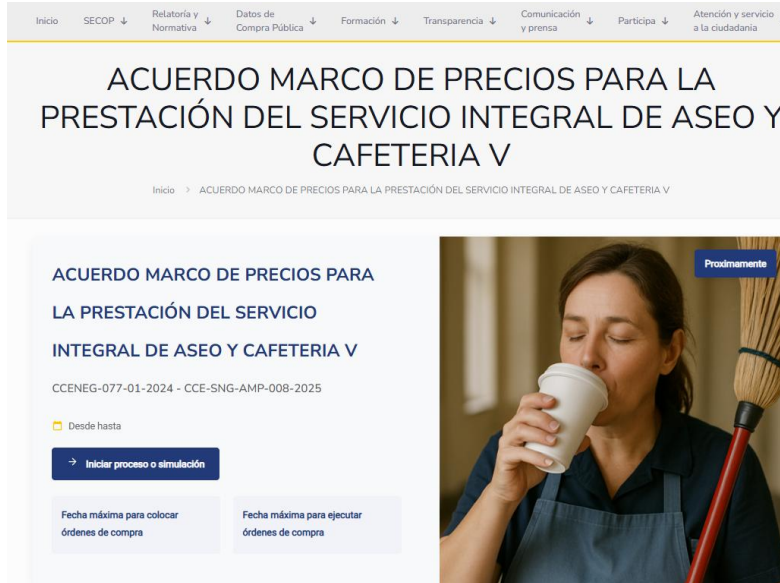 Inicio
SECOP
Relatoría y
Normativa
Datos de
Compra Pública
Formación
Transparencia
Comunicación
y prensa
Participa
Atención y servicio
a la ciudadanía
ACUERDO MARCO DE PRECIOS PARA LA
PRESTACIÓN DEL SERVICIO INTEGRAL DE ASEO Y
CAFETERIA V
Inicio > ACUERDO MARCO DE PRECIOS PARA LA PRESTACIÓN DEL SERVICIO INTEGRAL DE ASEO Y CAFETERIA V
ACUERDO MARCO DE PRECIOS PARA
LA PRESTACIÓN DEL SERVICIO
INTEGRAL DE ASEO Y CAFETERIA V
CCENEG-077-01-2024 - CCE-SNG-AMP-008-2025
Desde hasta
Iniciar proceso o simulación
Fecha máxima para colocar
órdenes de compra
Fecha máxima para ejecutar
órdenes de compra
Proximamente